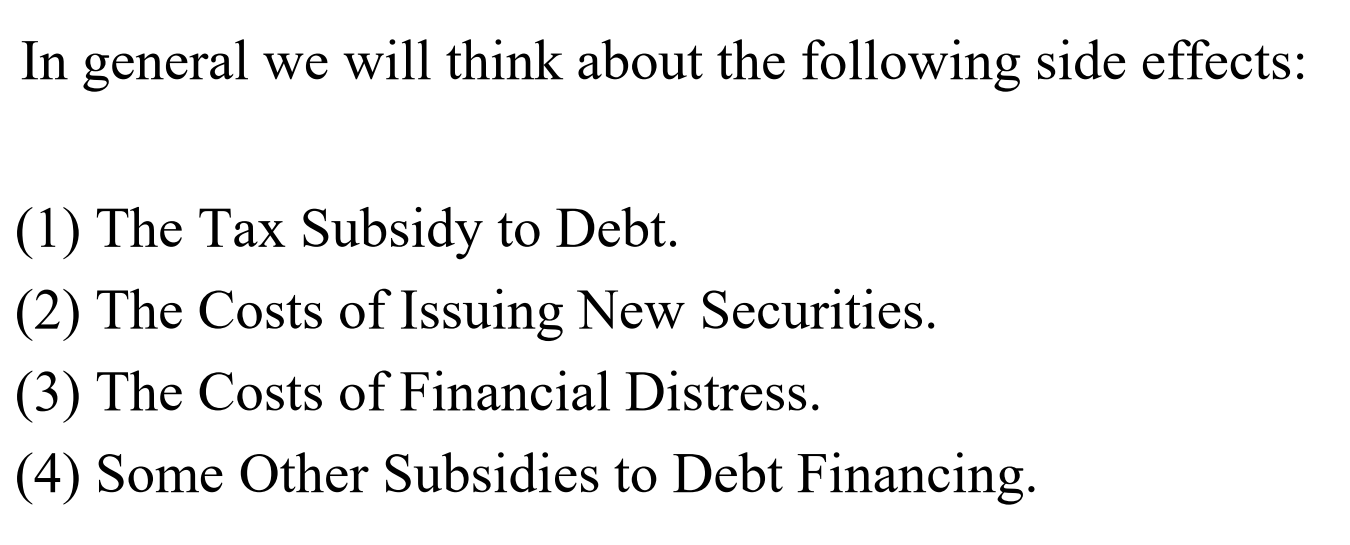 In general we will think about the following side effects:
(1) The Tax Subsidy to Debt.
(2) The Costs of Issuing New Securities.
(3) The Costs of Financial Distress.
(4) Some Other Subsidies to Debt Financing.